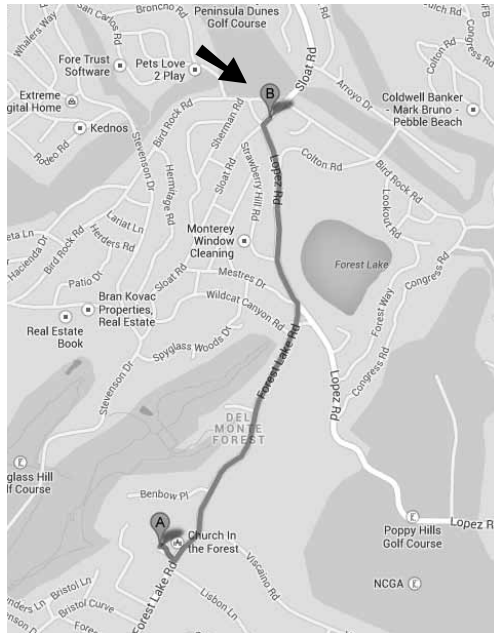 Whalers Way
San Carlos Rd
Broncho Rd
Peninsula Dunes
Golf Course
Fore Trust
Software
Pets Love
2 Play
B
Sloat Rd
Arroyo Dr
Colton Rd
Extreme
gital Home
Kednos
Rodeo Rd
Stevenson Dr
Bird Rock Rd
Sherman Rd
Coldwell Banker
- Mark Bruno -
Pebble Beach
Hermitage Rd
Sloat Rd
Strawberry Hill Rd
Lopez Rd
Colton Rd
Bird Rock Rd
Lookout Rd
Lariat Ln
Herders Rd
Bird Rock Rd
Hacienda Dr
Monterey
Window
Cleaning
Forest Lake
Congress Rd
Patio Dr
Sloat Rd
Mestres Dr
Wildcat Canyon Rd
Forest Way
Bran Kovac
Properties,
Real Estate
Real Estate
Book
Spyglass Woods Dr
Forest Lake Rd
Congress Rd
Lopez Rd
Stevenson Dr
DEL
MONTE
FOREST
glass Hill
lf Course
Benbow Pl
A
Church In
the Forest
Poppy Hills
Golf Course
Lopez R
Viscaino Rd
NCGA
Forest Lake Rd
Lisbon Ln
Bristol Ln
Bristol Curve
nders Ln
Stevenson Dr